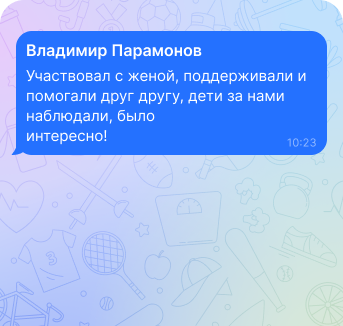 Владимир Парамонов
Участвовал с женой, поддерживали и
помогали друг другу, дети за нами
наблюдали, было
интересно!
10:23